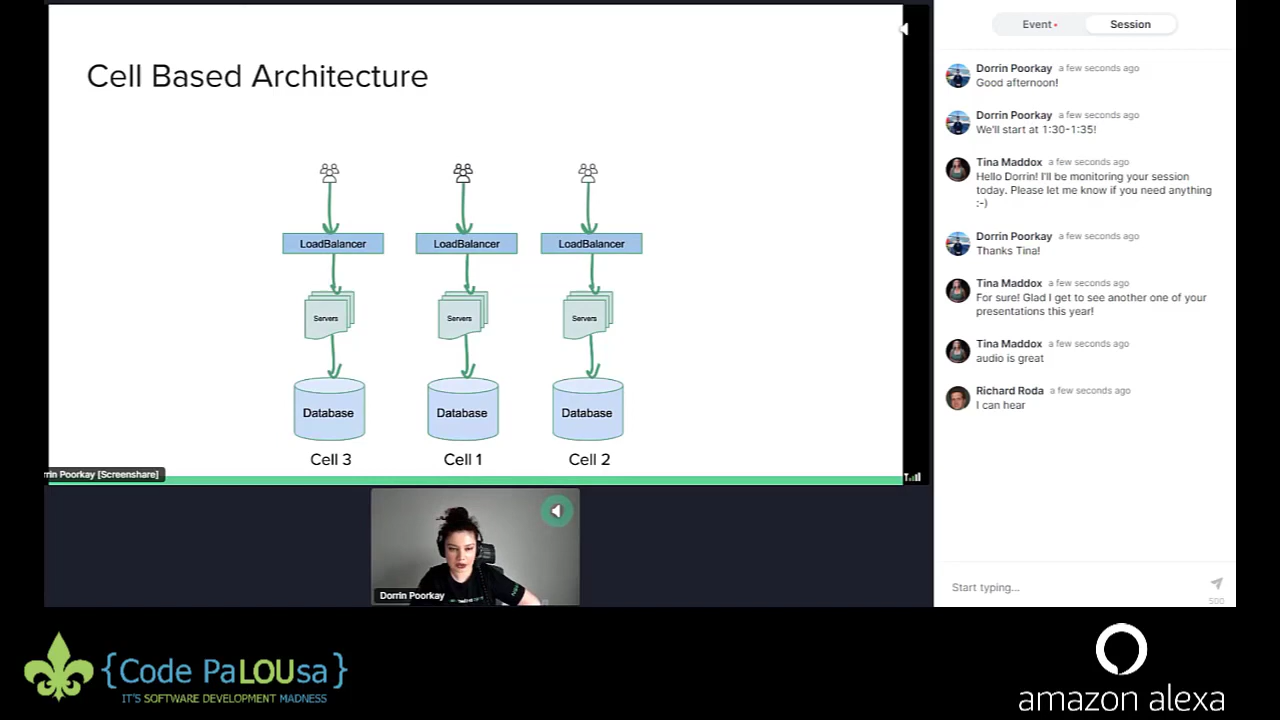 Cell Based Architecture
LoadBalancer LoadBalancer LoadBalancer
Servers Servers Servers
Database Database Database
Cell 3 Cell 1 Cell 2
rrin Poorkay [Screenshare]
Dorrin Poorkay
Event Session
Dorrin Poorkay a few seconds ago
Good afternoon!
Dorrin Poorkay a few seconds ago
We'll start at 1:30-1:35!
Tina Maddox a few seconds ago
Hello Dorrin! I'll be monitoring your session
today. Please let me know if you need anything
:-)
Dorrin Poorkay a few seconds ago
Thanks Tina!
Tina Maddox a few seconds ago
For sure! Glad I get to see another one of your
presentations this year!
Tina Maddox a few seconds ago
audio is great
Richard Roda a few seconds ago
I can hear
Start typing...
500
{Code PaLOUsa}
IT'S SOFTWARE DEVELOPMENT MADNESS
amazon alexa